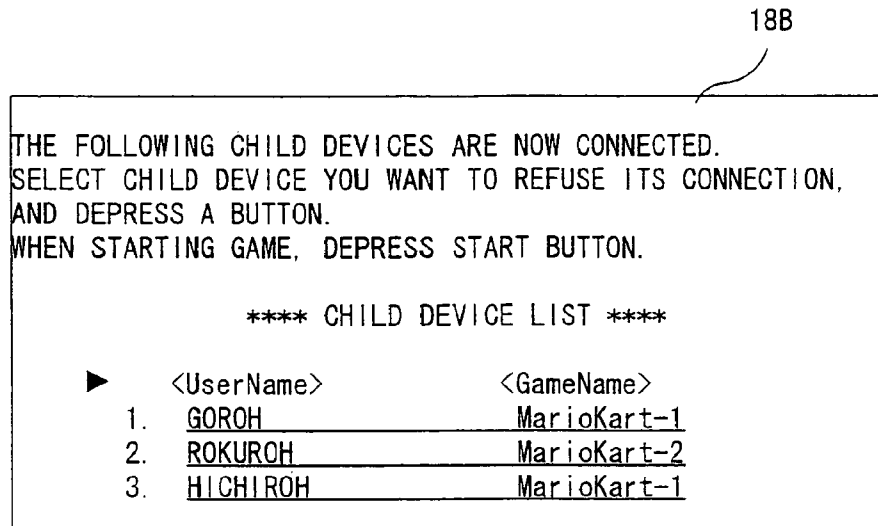 18B
THE FOLLOWING CHILD DEVICES ARE NOW CONNECTED.
SELECT CHILD DEVICE YOU WANT TO REFUSE ITS CONNECTION,
AND DEPRESS A BUTTON.
WHEN STARTING GAME, DEPRESS START BUTTON.
**** CHILD DEVICE LIST ****
► <UserName> <GameName>
1. GOROH MarioKart-1
2. ROKUROH MarioKart-2
3. HICHIROH MarioKart-1